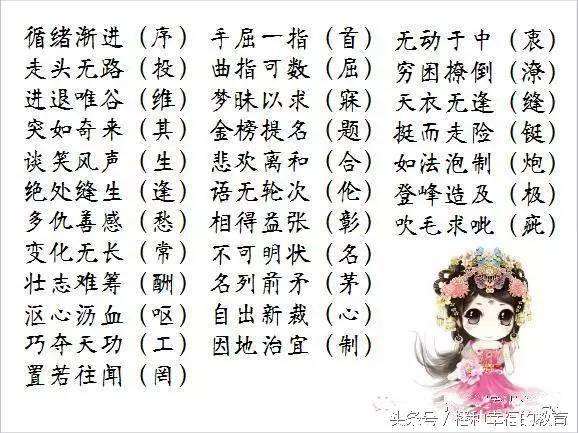 循绪渐进（序）
走头无路（投）
进退唯谷（维）
突如奇来（其）
谈笑风声（生）
绝处缝生（逢）
多仇善感（愁）
变化无长（常）
壮志难筹（酬）
沤心沥血（呕）
巧夺天功（工）
置若往闻（罔）
手屈一指（首）
曲指可数（屈）
梦昧以求（寐）
金榜提名（题）
悲欢离和（合）
语无轮次（伦）
相得益张（彰）
不可明状（名）
名列前矛（茅）
自出新裁（心）
因地治宜（制）
无动于中（衷）
穷困撩倒（潦）
天衣无逢（缝）
挺而走险（铤）
如法泡制（炮）
登峰造及（极）
吹毛求呲（疵）
头条号 / 幸福的教育